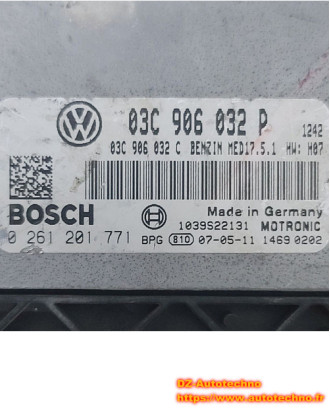 03C 906 032 P 1242
03C 906 032 C BENZIN MED17.5.1 HW: H07
BOSCH
Made in Germany
1039S22131 MOTRONIC
0 261 201 771 BPG 810 07-05-11 1469 0202
DZ-Autotechno
https://www.autotechno.fr